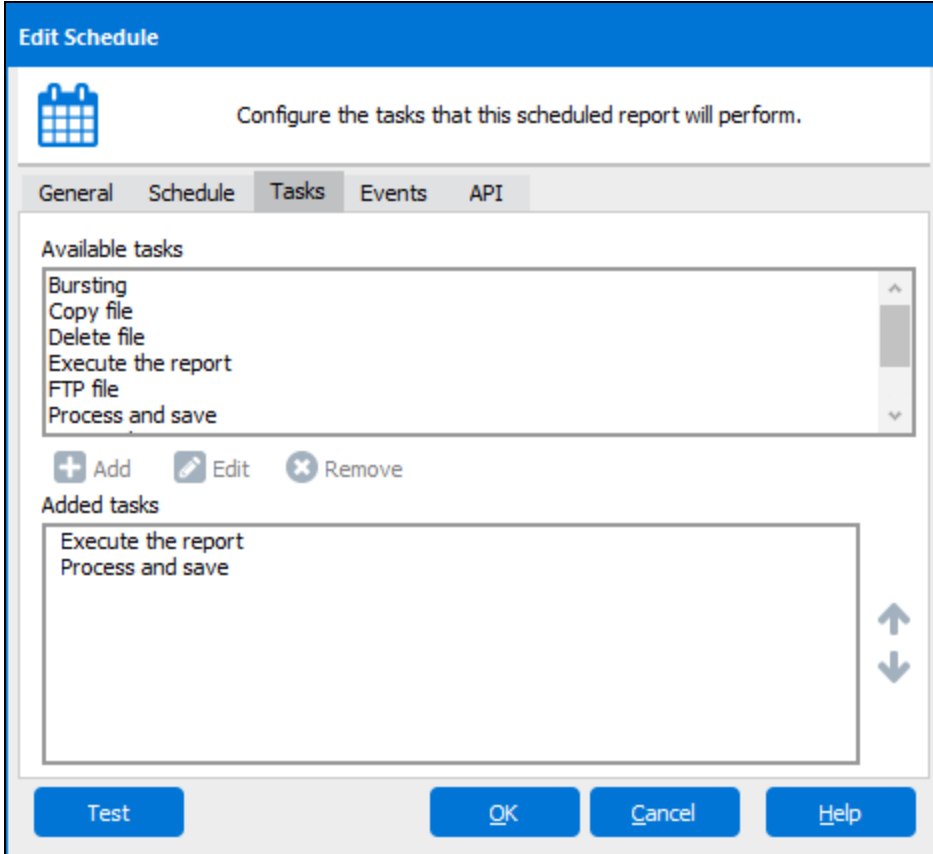 Edit Schedule
Configure the tasks that this scheduled report will perform.
General Schedule Tasks Events API
Available tasks
Bursting
Copy file
Delete file
Execute the report
FTP file
Process and save
Add Edit Remove
Added tasks
Execute the report
Process and save
Test OK Cancel Help